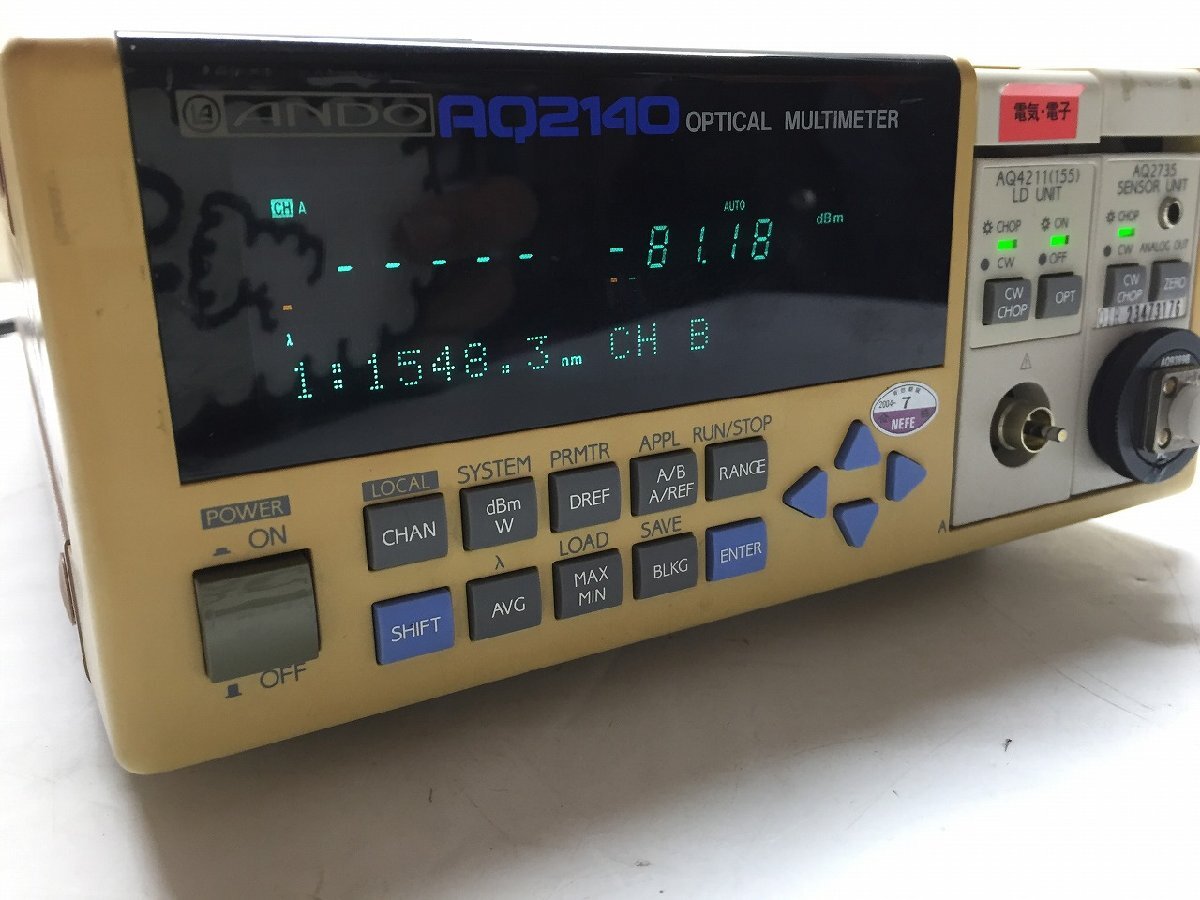 ANDO AQ2140 OPTICAL MULTIMETER
CH A
AUTO
dBm
- - - - -
-81.18
λ
1:1548.3nm CH B
POWER
ON
OFF
LOCAL
SYSTEM
PRMTR
APPL
RUN/STOP
CHAN
dBm
W
DREF
A/B
A/REF
RANGE
λ
LOAD
SAVE
SHIFT
AVG
MAX
MIN
BLKG
ENTER
2004
7
NEFE
電気・電子
AQ4211(155)
LD UNIT
CHOP
ON
CW
OFF
CW
CHOP
OPT
A
AQ2735
SENSOR UNIT
CHOP
CW
ANALOG OUT
CW
CHOP
ZERO